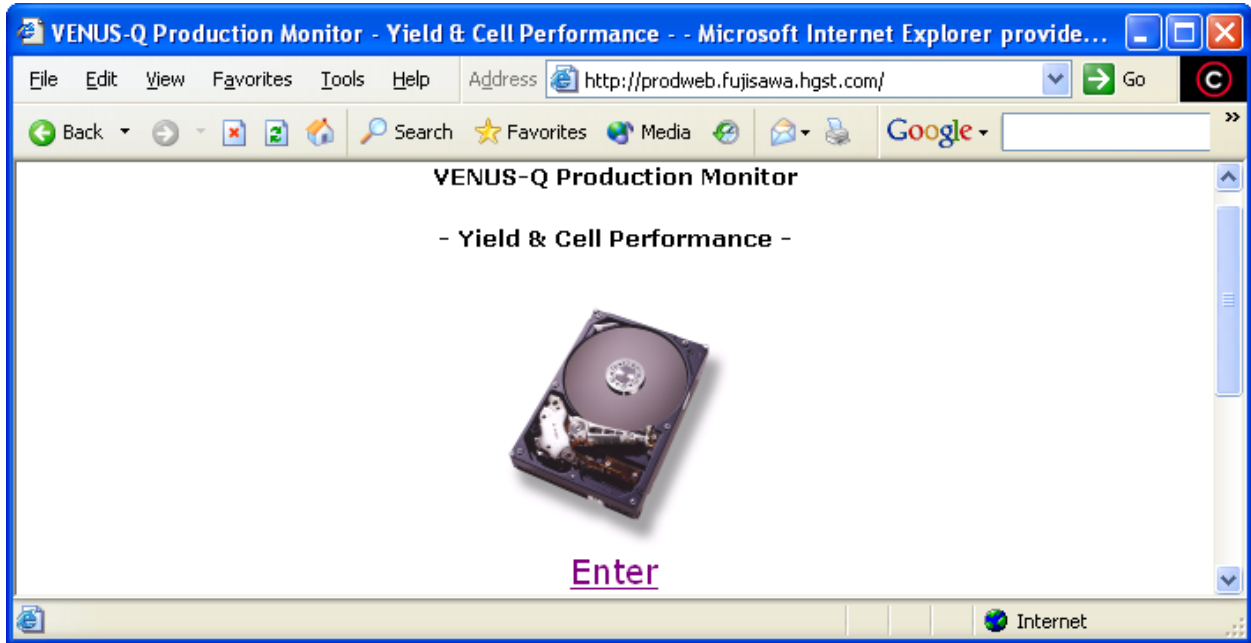 VENUS-Q Production Monitor - Yield & Cell Performance - - Microsoft Internet Explorer provide...
File Edit View Favorites Tools Help Address http://prodweb.fujisawa.hgst.com/ Go C
Back Search Favorites Media Google »
VENUS-Q Production Monitor
- Yield & Cell Performance -
Enter
Internet